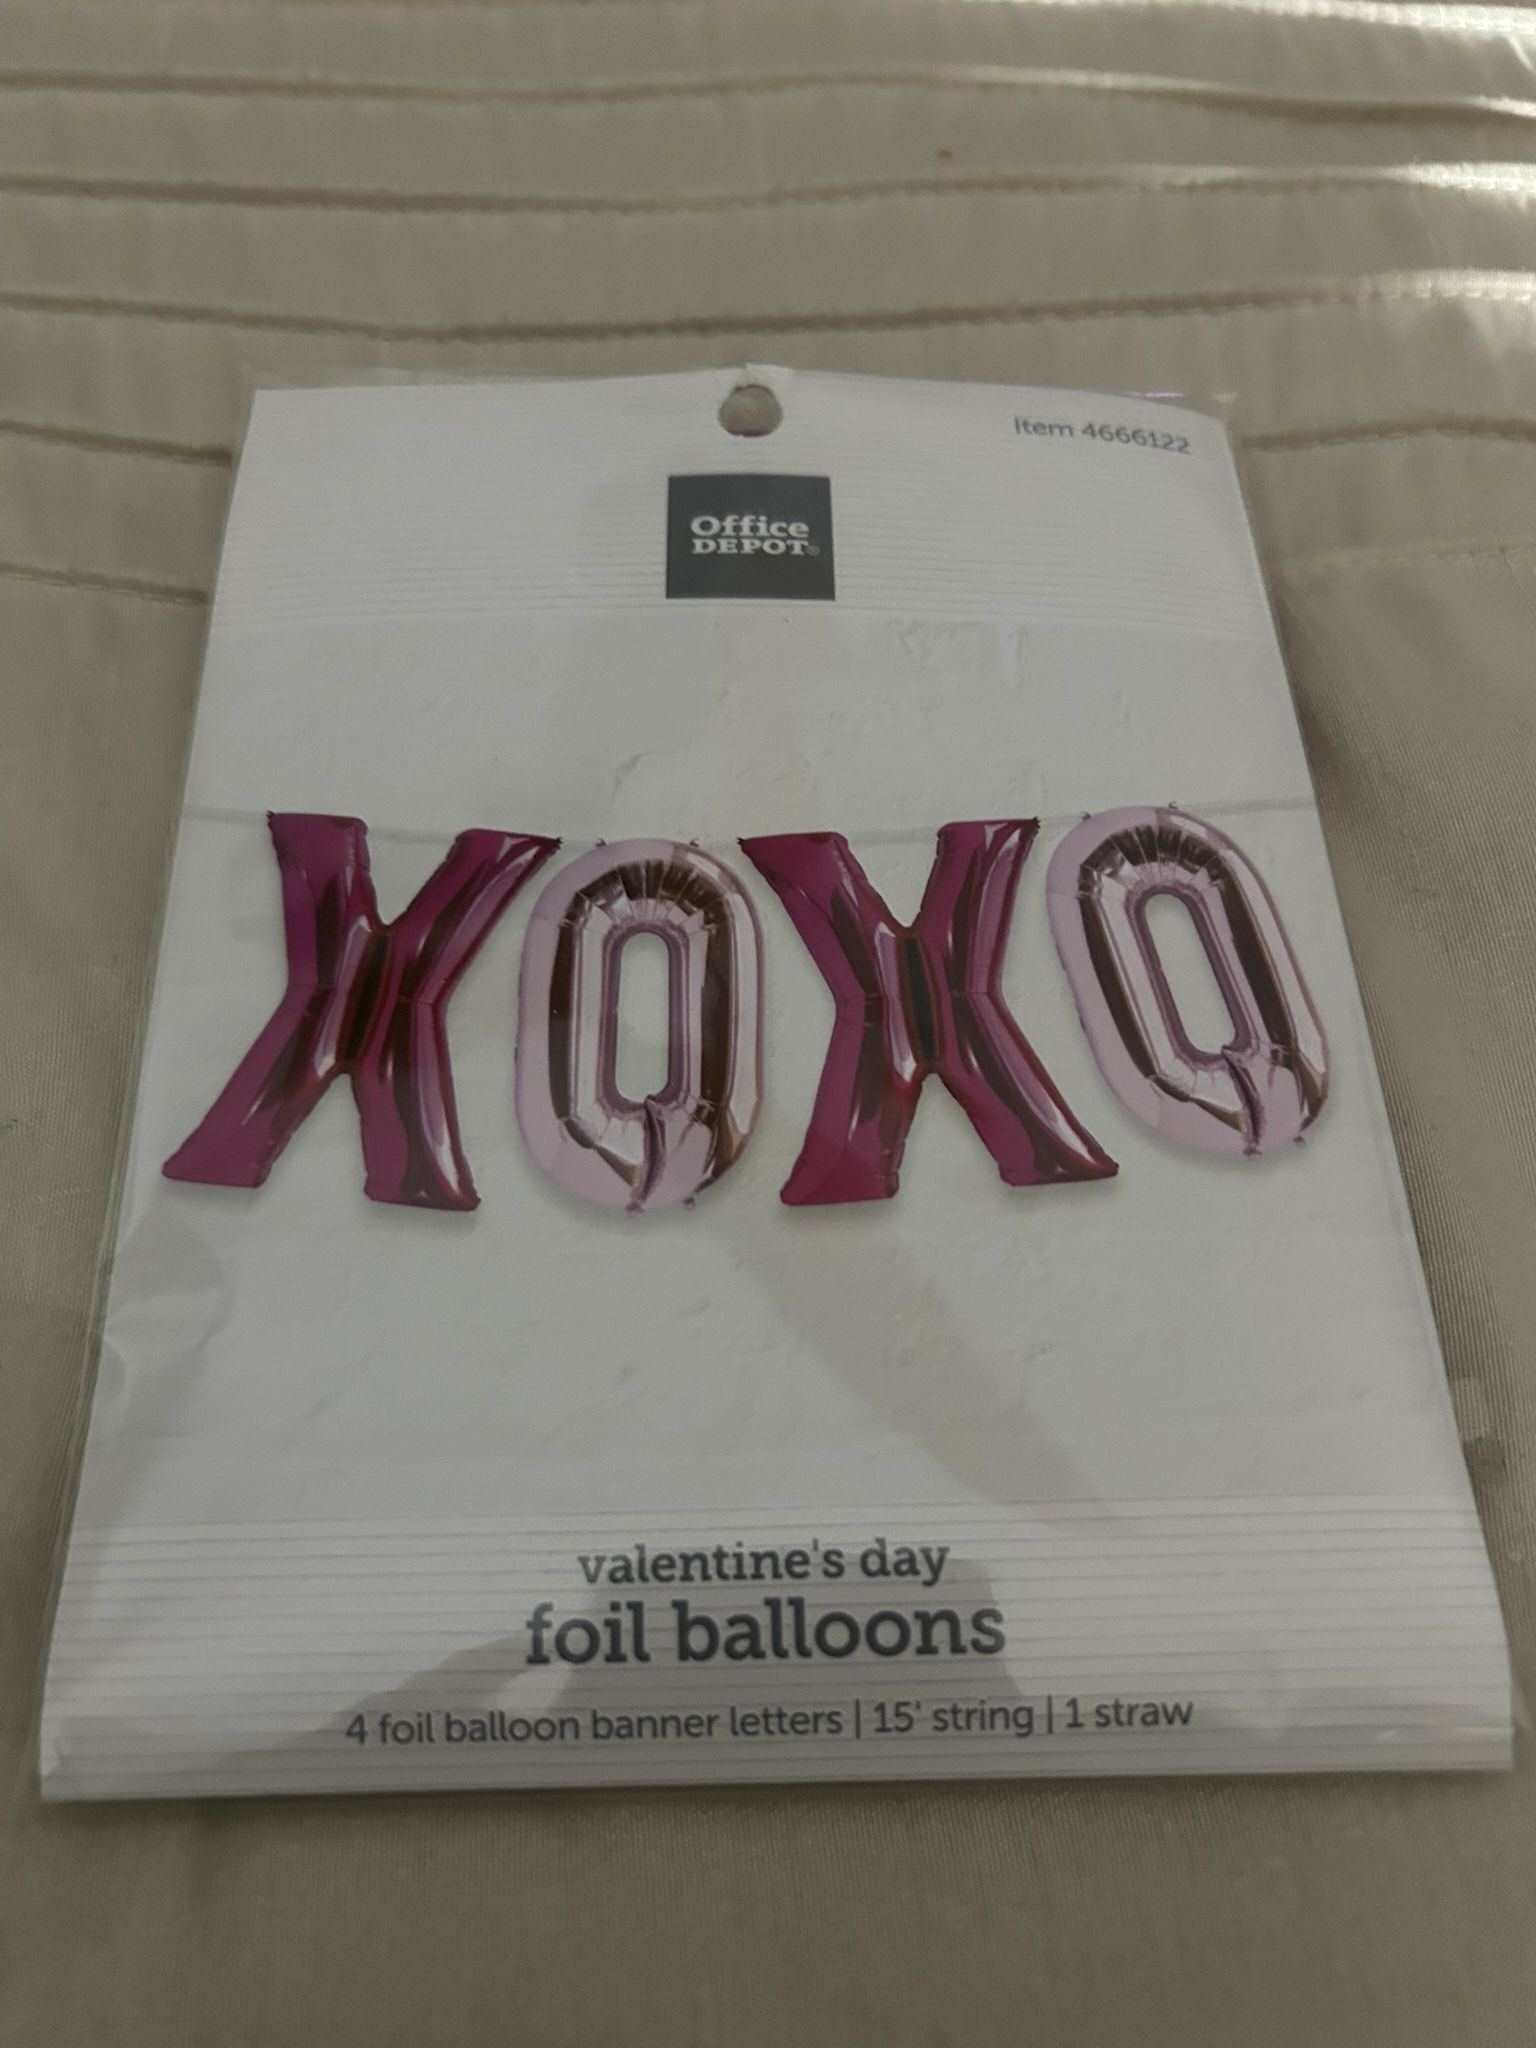 Item 4666122
Office
DEPOT®
XOXO
valentine's day
foil balloons
4 foil balloon banner letters | 15' string | 1 straw